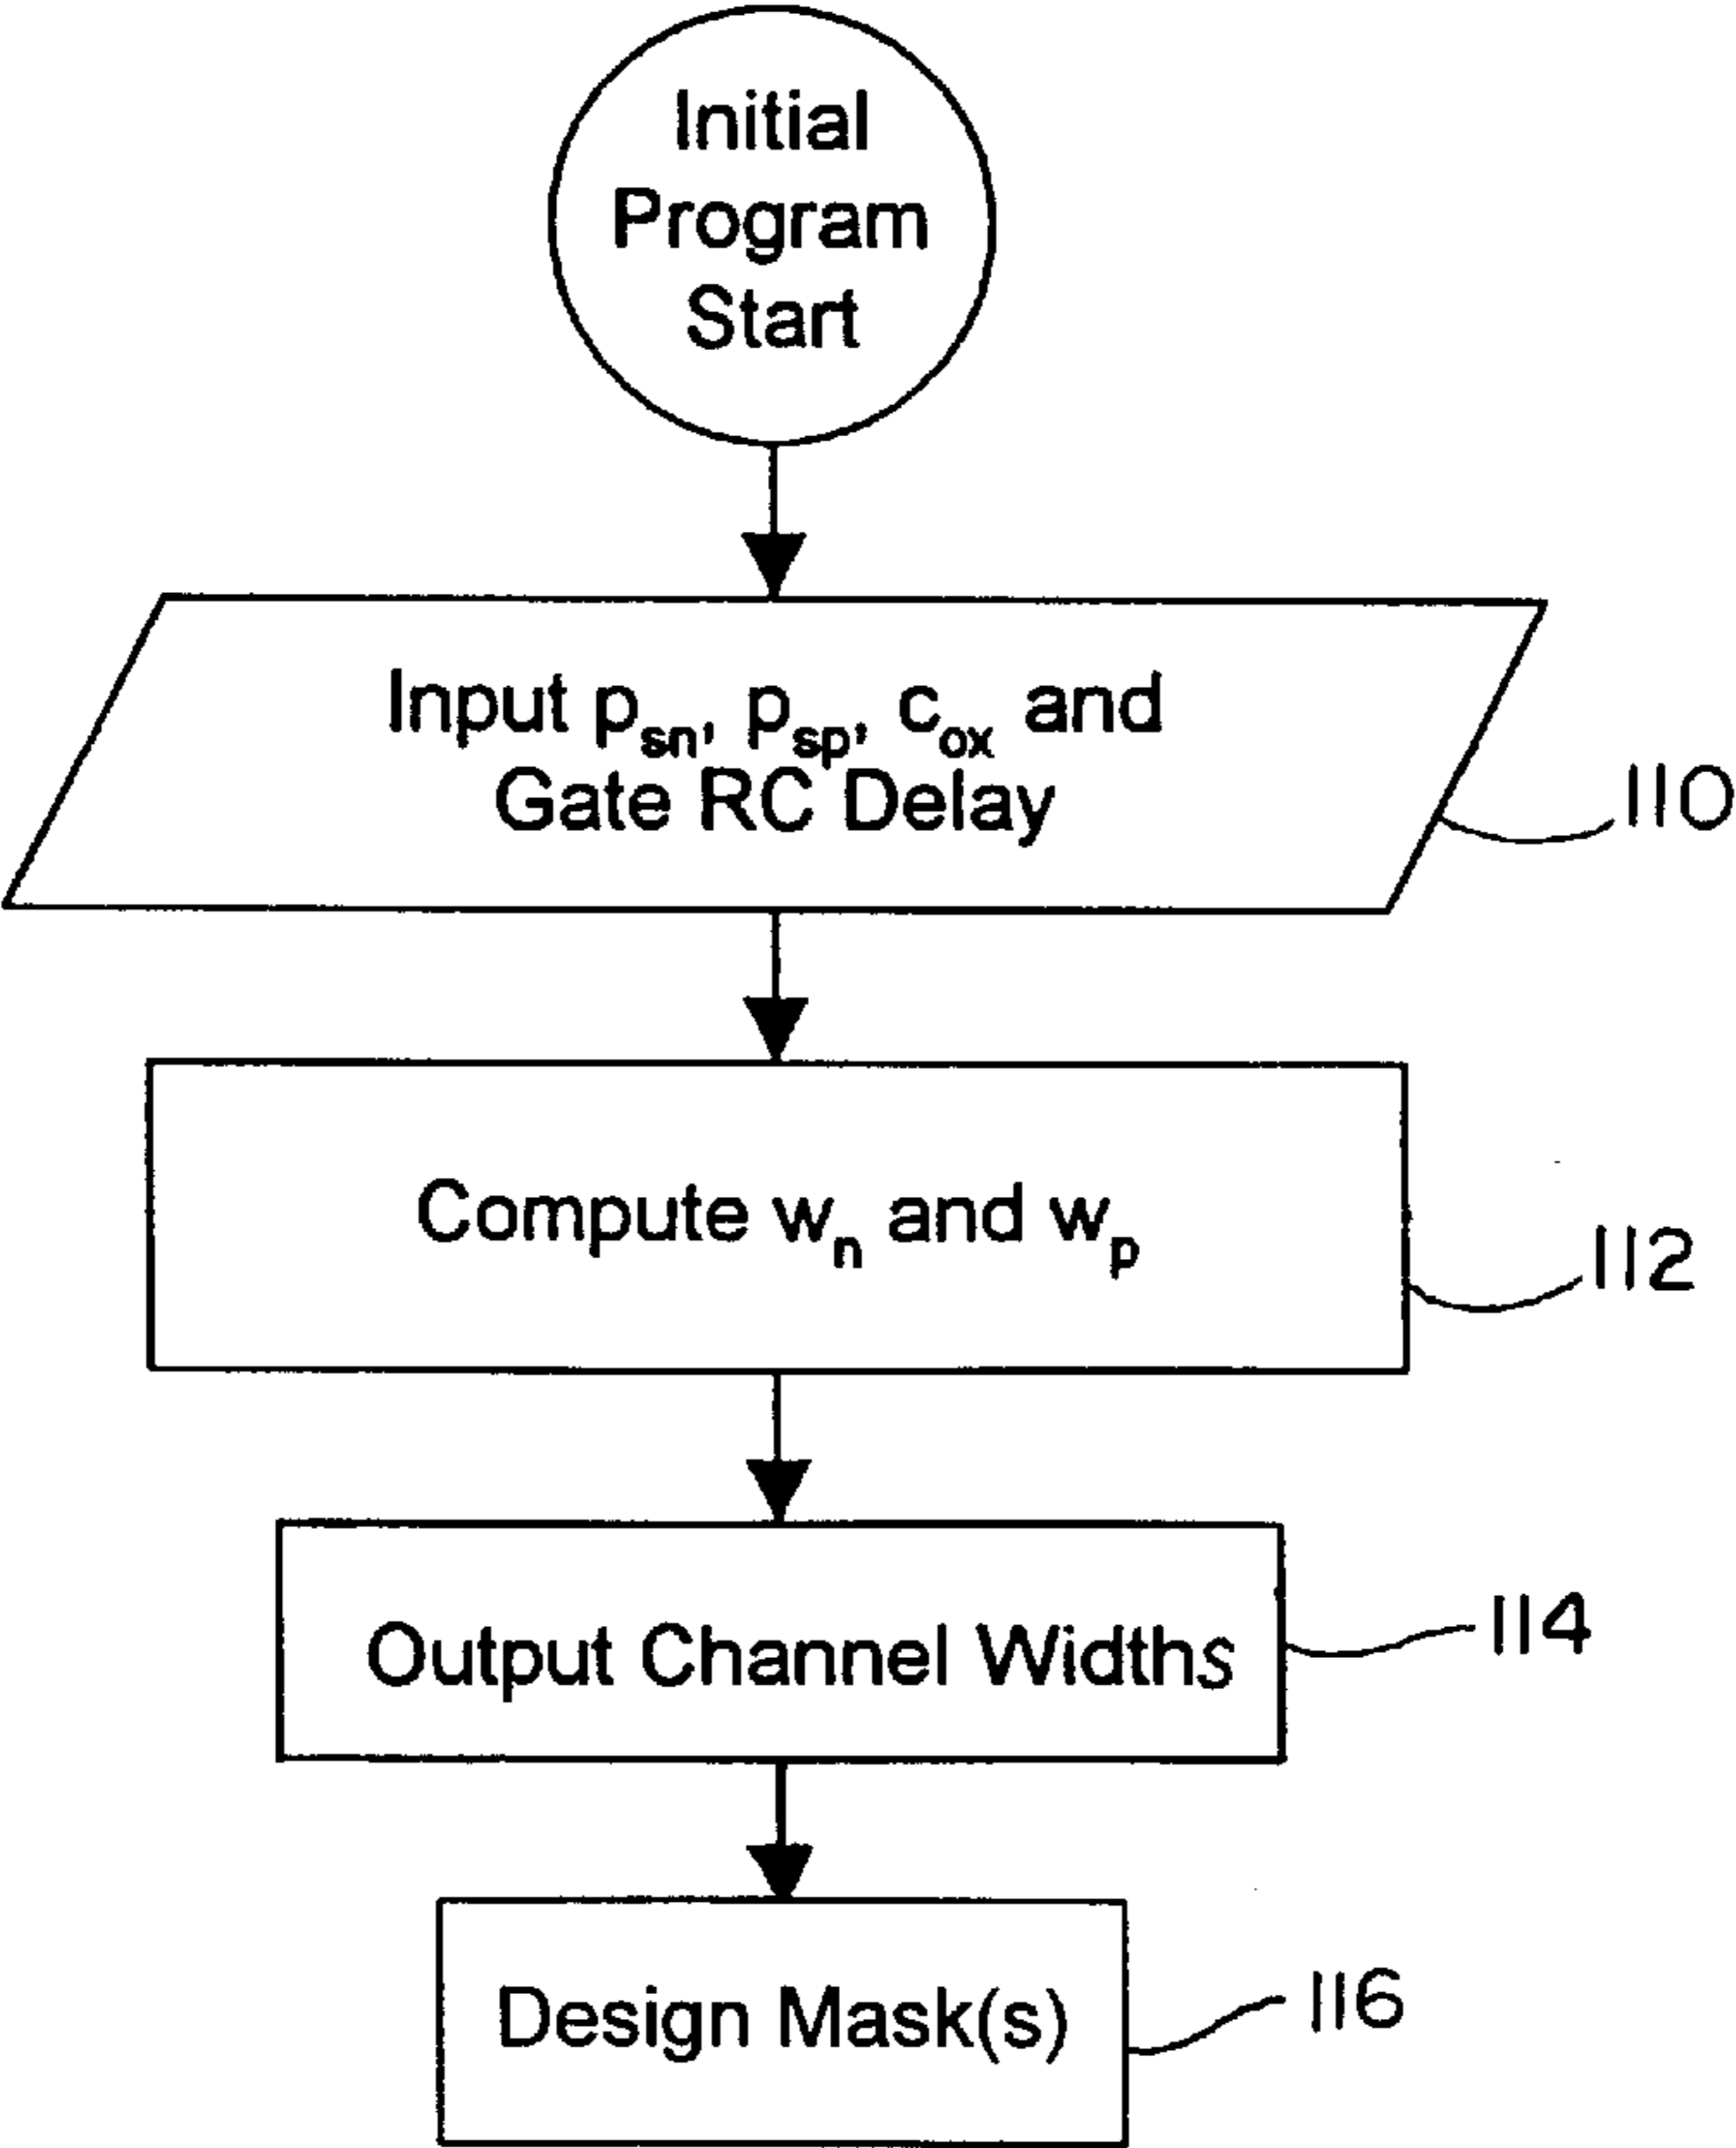 Initial
Program
Start
Input psn, psp, cox and
Gate RC Delay
110
Compute wn and wp
112
Output Channel Widths
114
Design Mask(s)
116